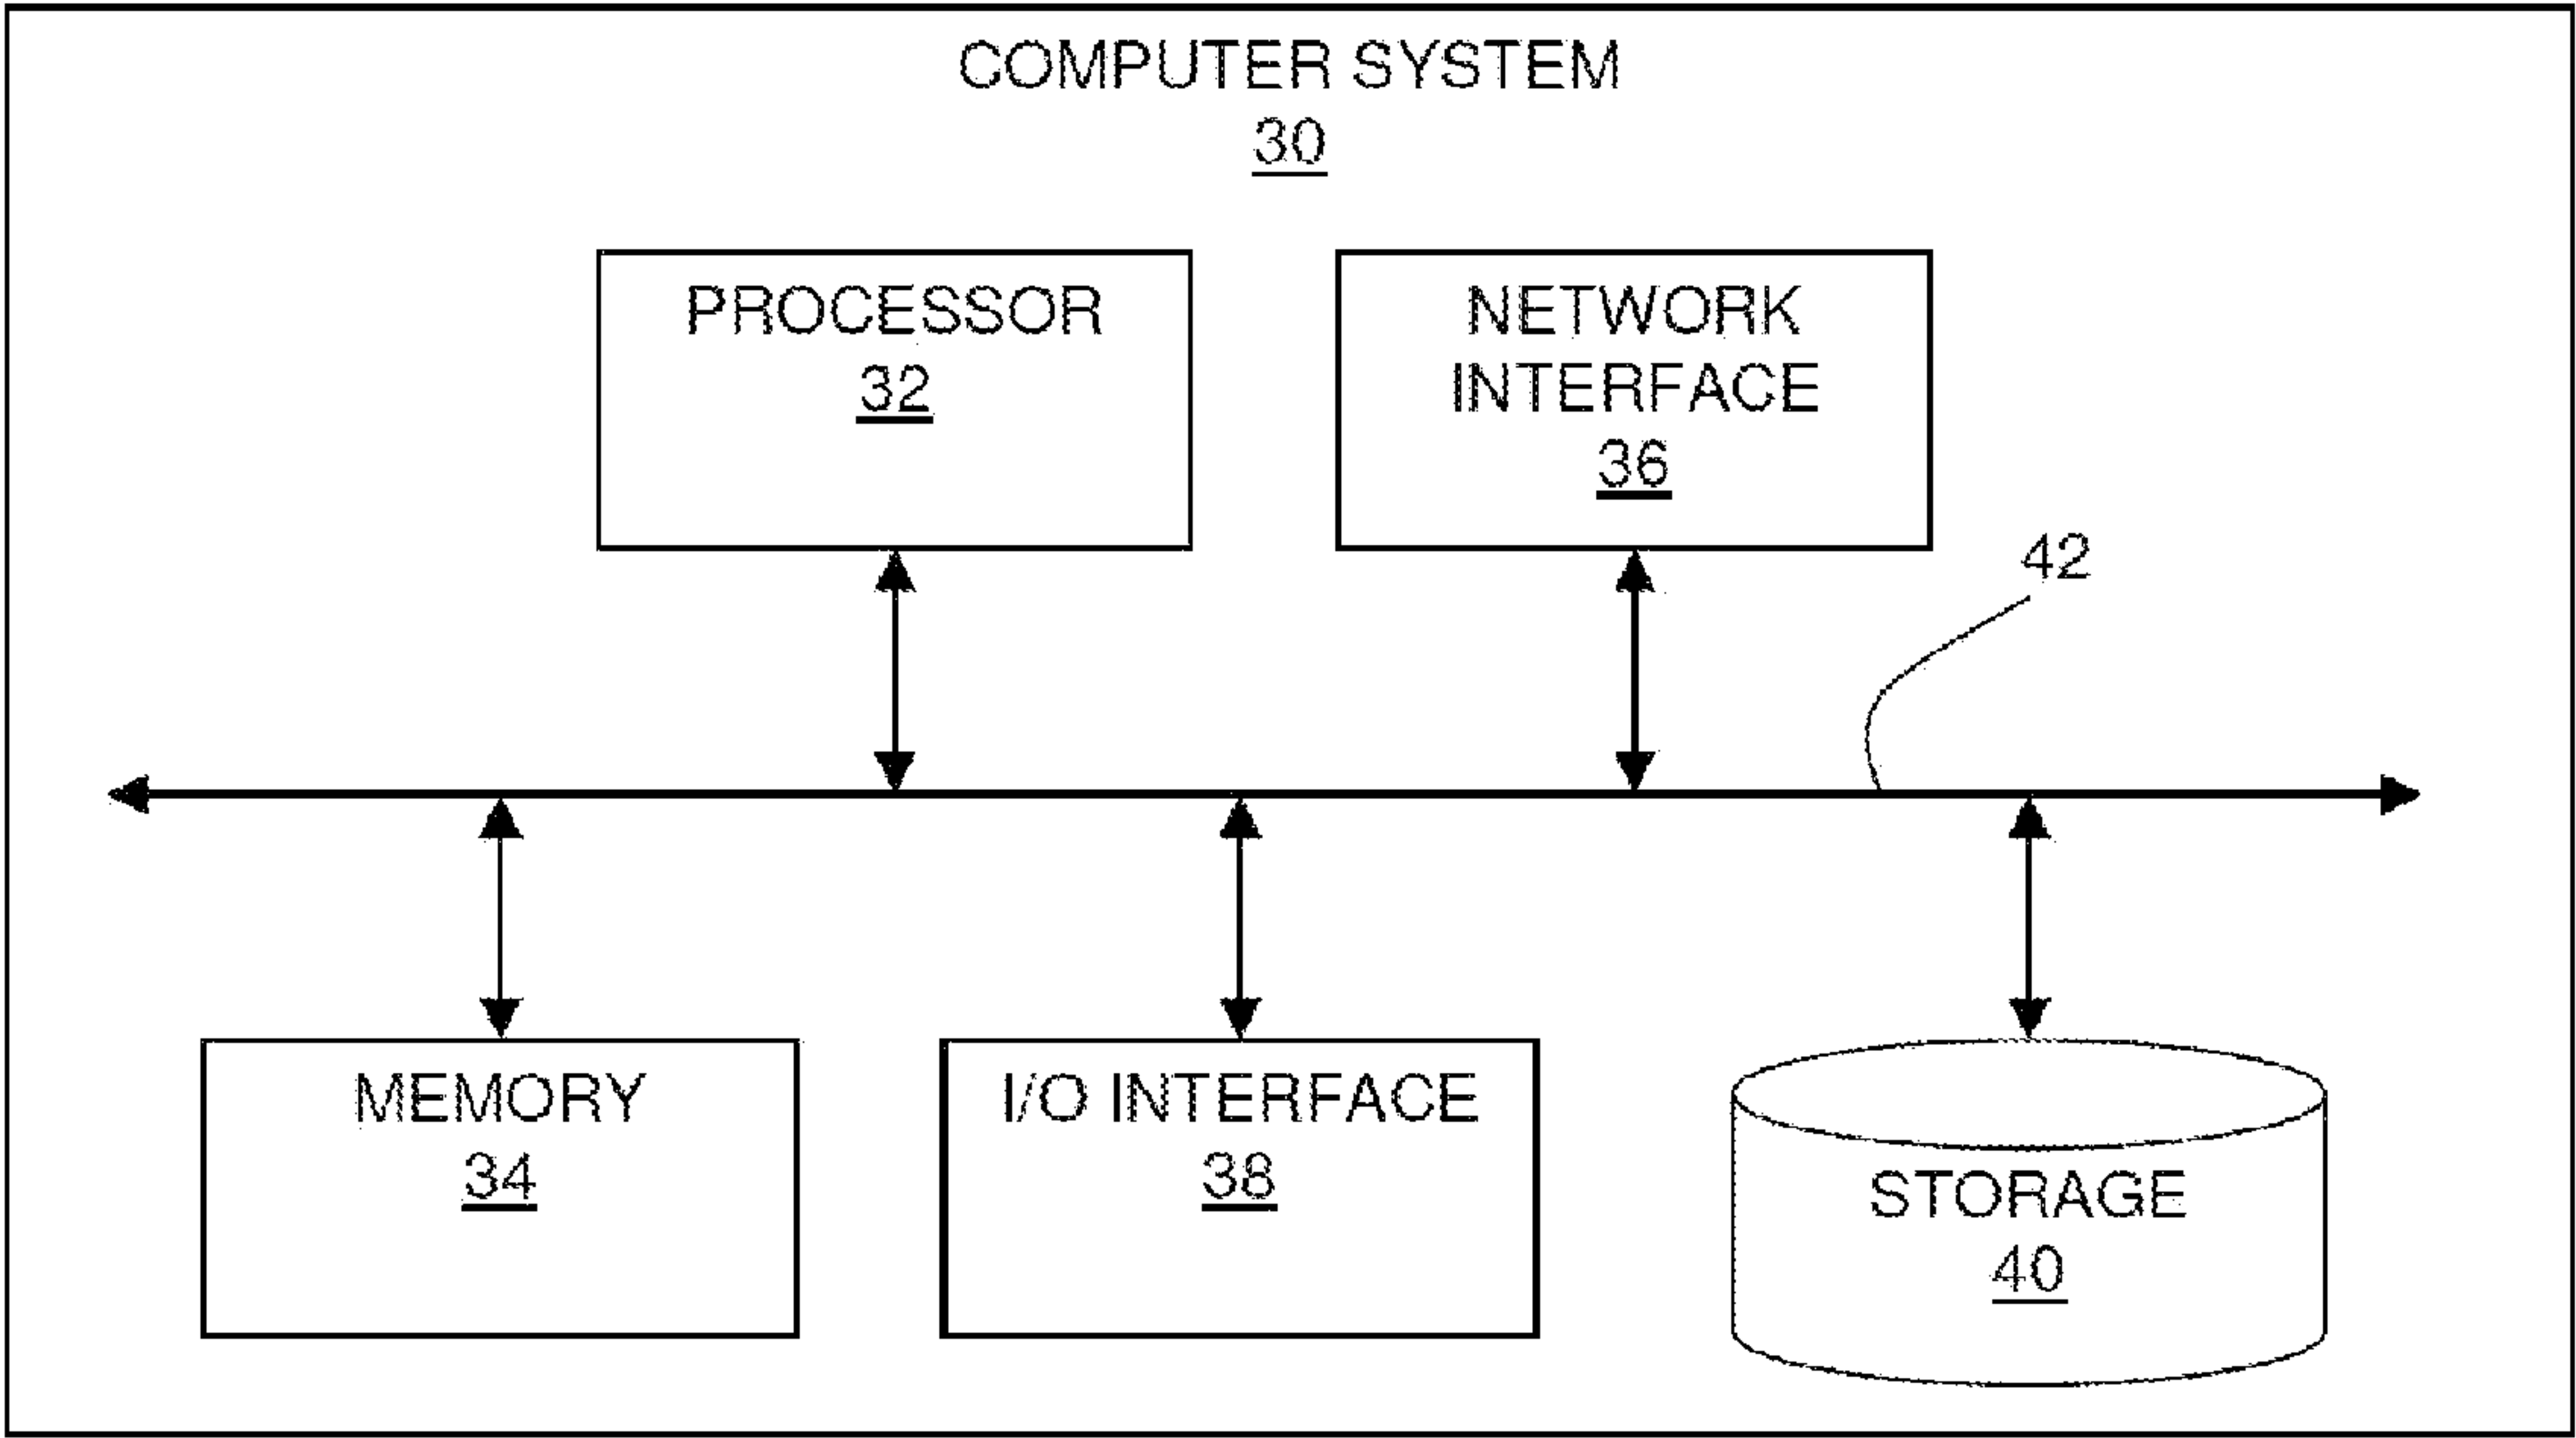 COMPUTER SYSTEM
30
PROCESSOR
32
NETWORK
INTERFACE
36
42
MEMORY
34
I/O INTERFACE
38
STORAGE
40